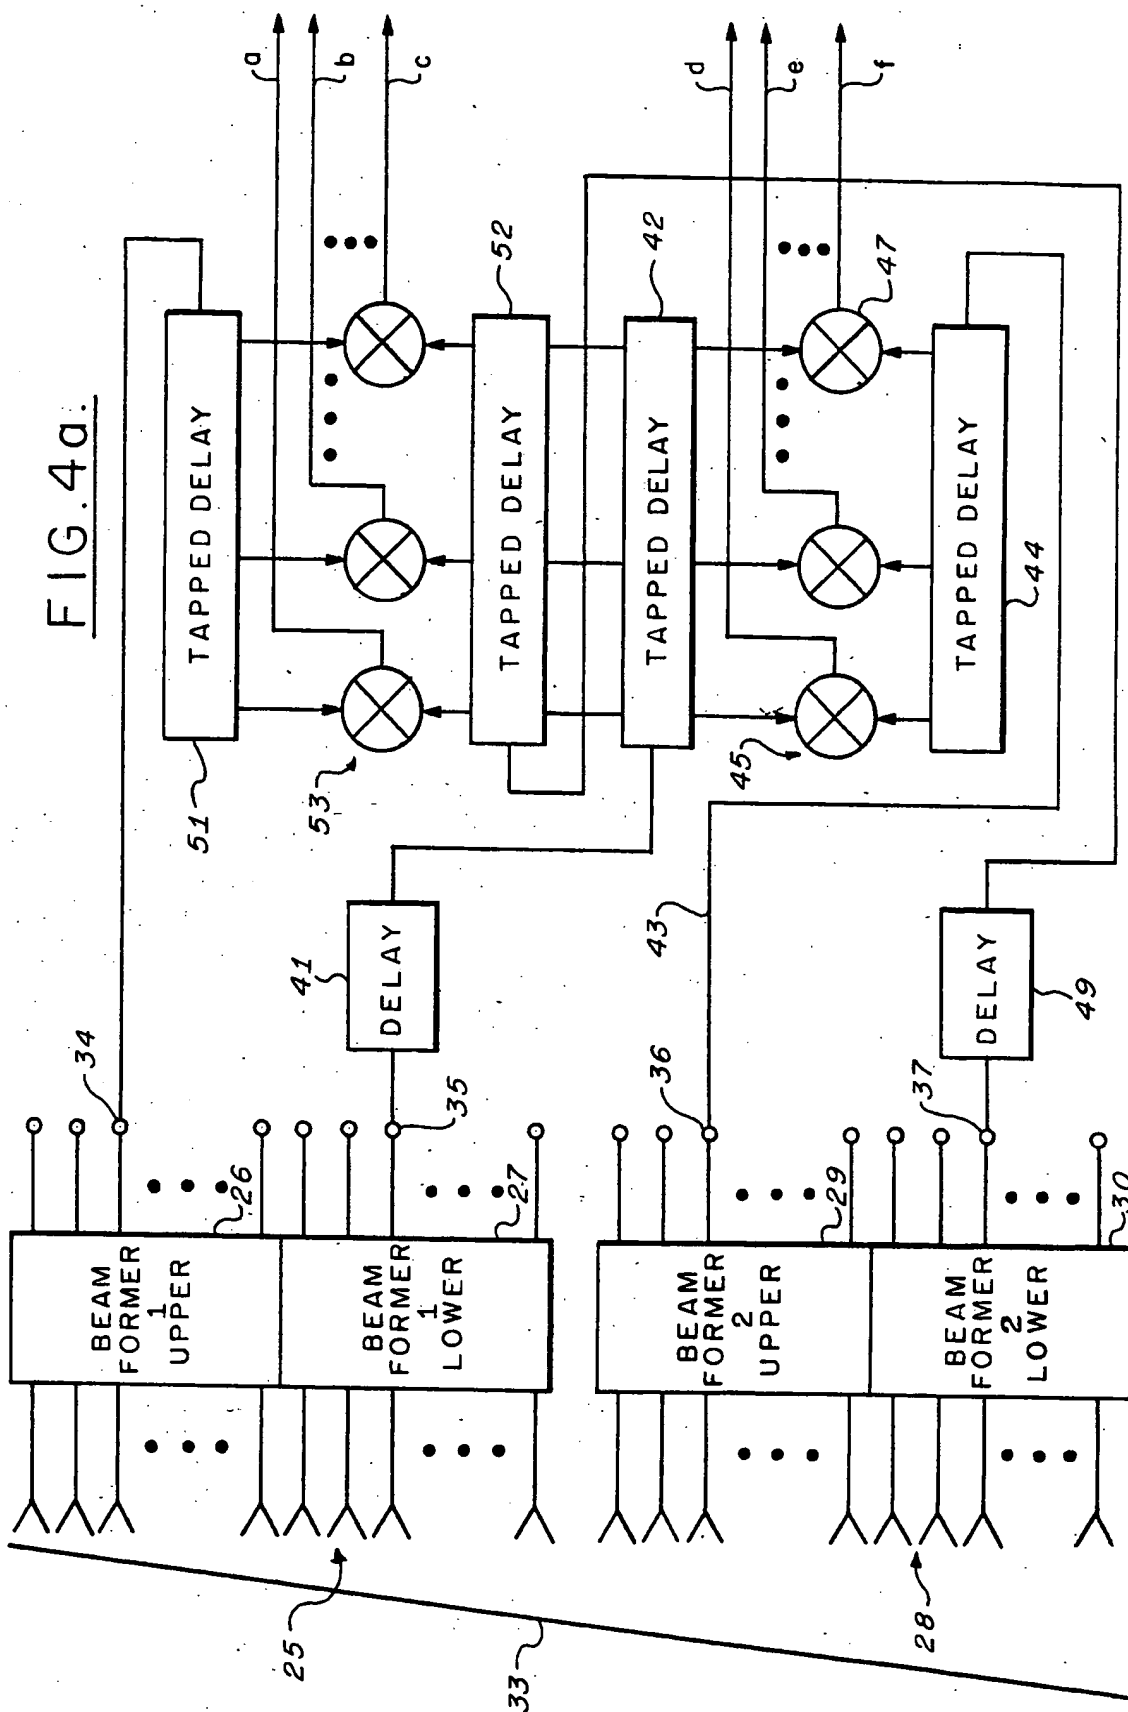 FIG.4a.
BEAM
FORMER
1
UPPER
26
34
BEAM
FORMER
1
LOWER
27
35
25
33
DELAY
41
TAPPED DELAY
51
53
a
b
c
TAPPED DELAY
52
TAPPED DELAY
42
BEAM
FORMER
2
UPPER
29
36
43
BEAM
FORMER
2
LOWER
30
37
28
DELAY
49
45
47
d
e
f
TAPPED DELAY
44